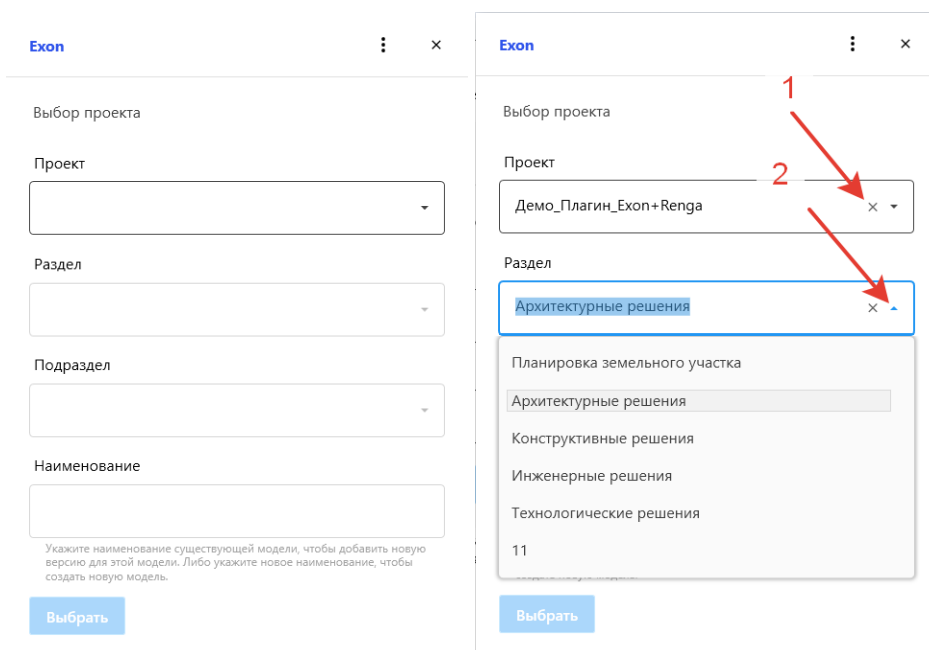 Exon
Выбор проекта
Проект
Раздел
Подраздел
Наименование
Укажите наименование существующей модели, чтобы добавить новую
версию для этой модели. Либо укажите новое наименование, чтобы
создать новую модель.
Выбрать
Exon
1
Выбор проекта
Проект
2
Демо_Плагин_Exon+Renga
Раздел
Архитектурные решения
Планировка земельного участка
Архитектурные решения
Конструктивные решения
Инженерные решения
Технологические решения
11
Выбрать